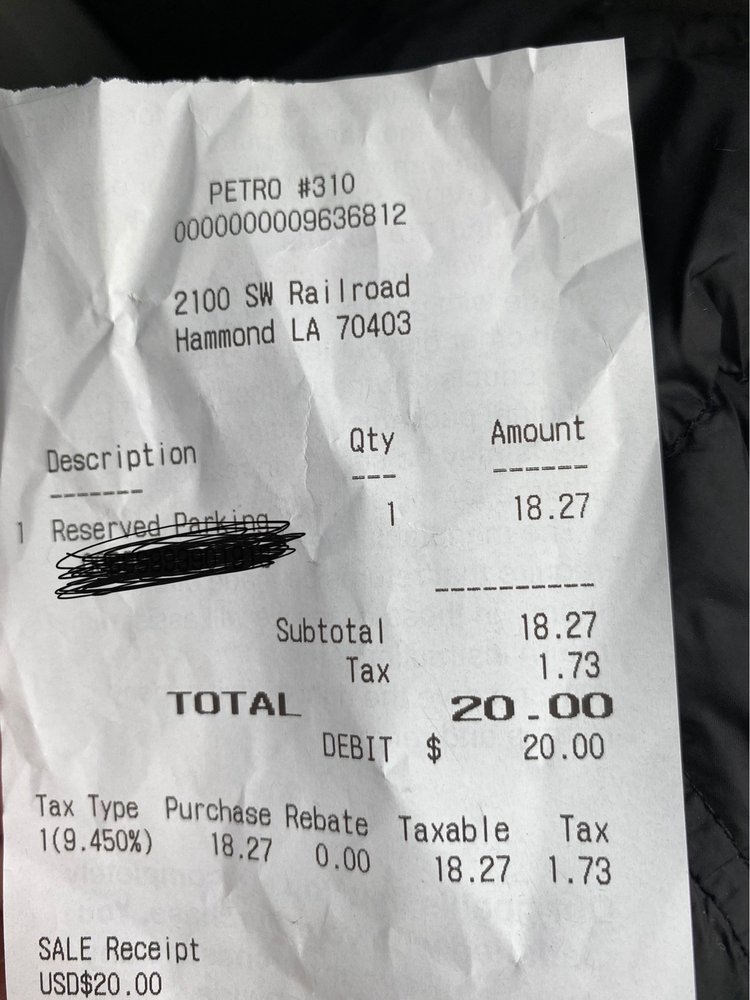 PETRO #310
0000000009636812
2100 SW Railroad
Hammond LA 70403
Description Qty Amount
------- --- -------
1 Reserved Parking 1 18.27
-----------
Subtotal 18.27
Tax 1.73
TOTAL 20.00
DEBIT $ 20.00
Tax Type Purchase Rebate Taxable Tax
1(9.450%) 18.27 0.00 18.27 1.73
SALE Receipt
USD$20.00